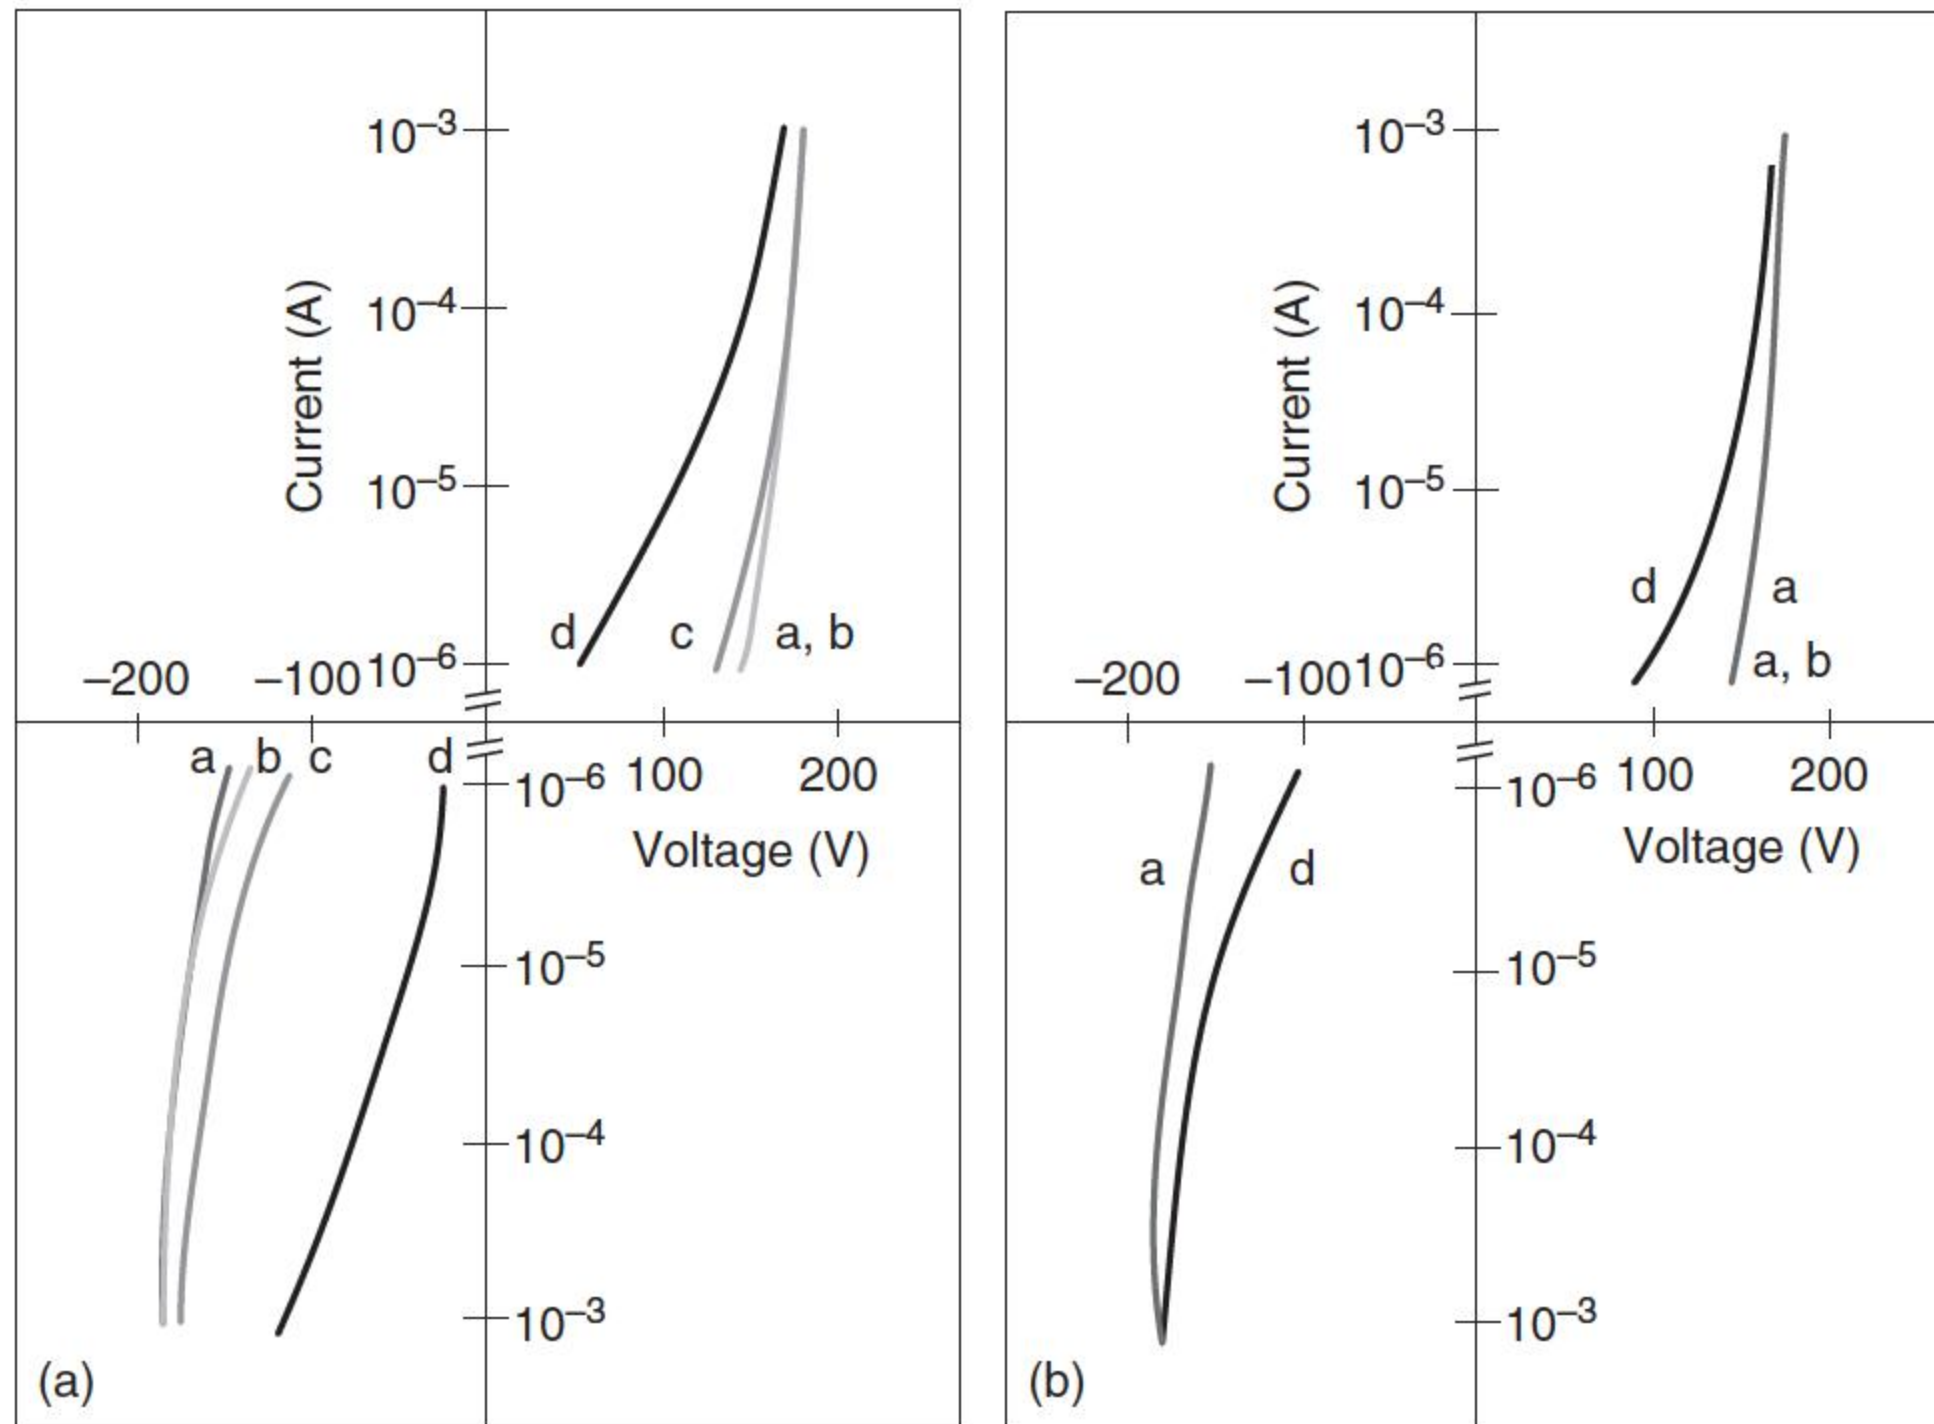 10⁻³
10⁻⁴
Current (A)
10⁻⁵
d c a, b
–200 –100 10⁻⁶
a b c d
10⁻⁶ 100 200
Voltage (V)
10⁻⁵
10⁻⁴
10⁻³
(a)
10⁻³
10⁻⁴
Current (A)
10⁻⁵
d a
a, b
–200 –100 10⁻⁶
10⁻⁶ 100 200
Voltage (V)
a d
10⁻⁵
10⁻⁴
10⁻³
(b)